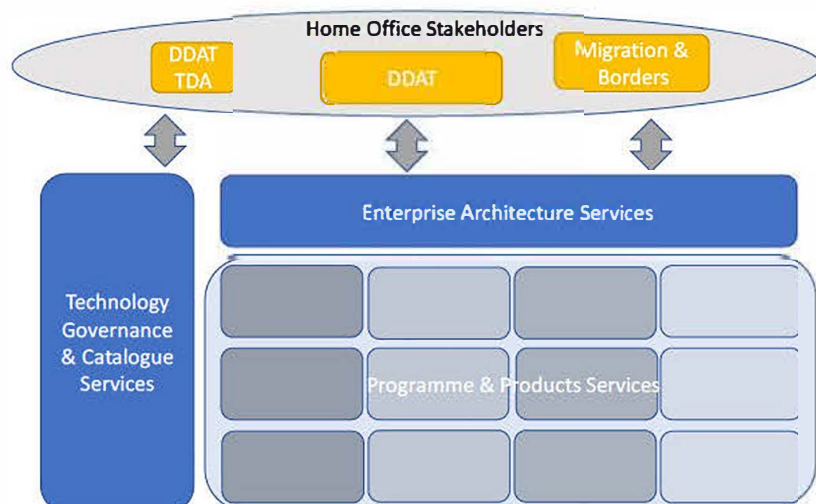 Home Office Stakeholders
DDAT
TDA
DDAT
Migration &
Borders
Enterprise Architecture Services
Technology
Governance
& Catalogue
Services
Programme & Products Services